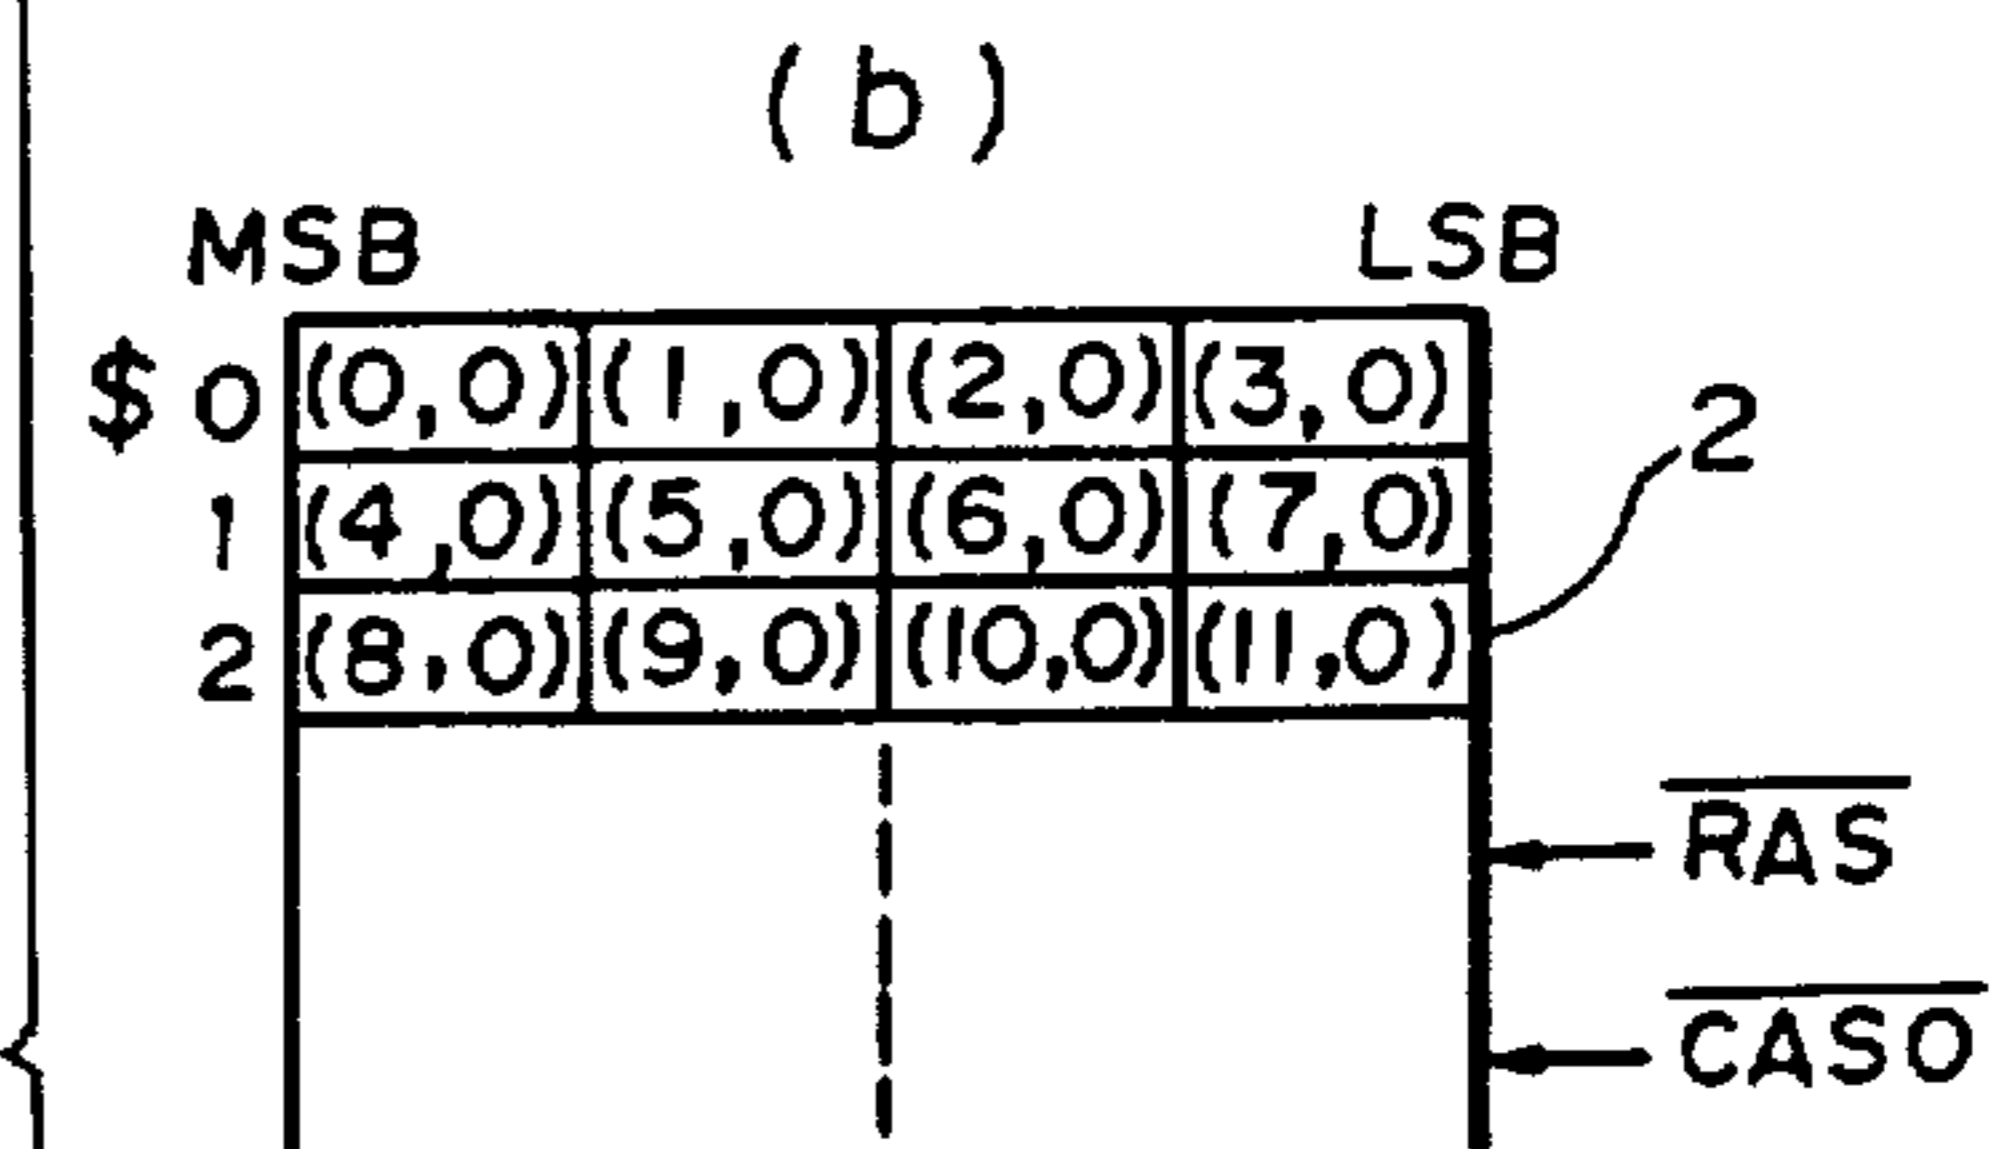 (b)
MSB LSB
$0 (0,0) (1,0) (2,0) (3,0)
1 (4,0) (5,0) (6,0) (7,0)
2 (8,0) (9,0) (10,0) (11,0)
2
RAS
CAS0